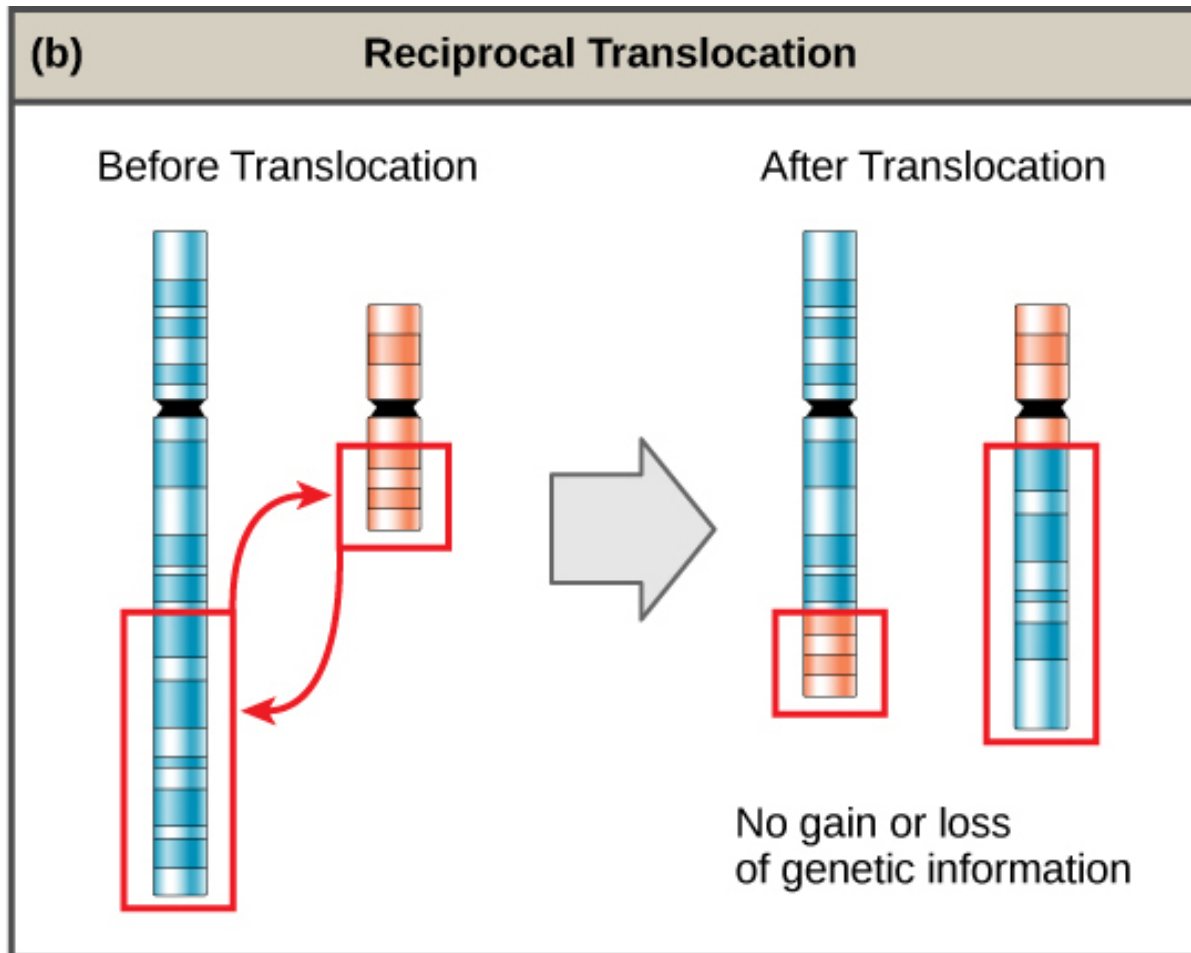 (b) Reciprocal Translocation
Before Translocation
After Translocation
No gain or loss
of genetic information